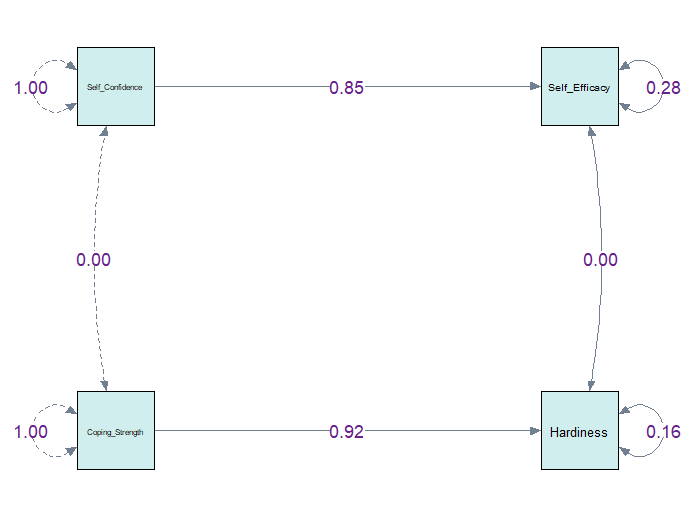 1.00 Self_Confidence 0.85 Self_Efficacy 0.28
0.00 0.00
1.00 Coping_Strength 0.92 Hardiness 0.16